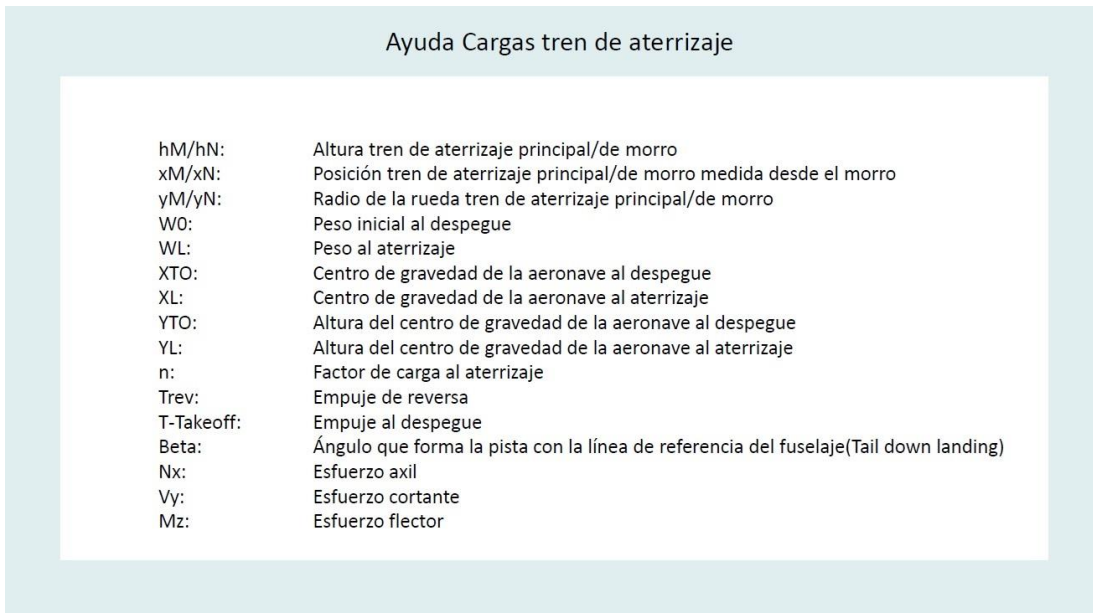 Ayuda Cargas tren de aterrizaje
hM/hN: Altura tren de aterrizaje principal/de morro
xM/xN: Posición tren de aterrizaje principal/de morro medida desde el morro
yM/yN: Radio de la rueda tren de aterrizaje principal/de morro
W0: Peso inicial al despegue
WL: Peso al aterrizaje
XTO: Centro de gravedad de la aeronave al despegue
XL: Centro de gravedad de la aeronave al aterrizaje
YTO: Altura del centro de gravedad de la aeronave al despegue
YL: Altura del centro de gravedad de la aeronave al aterrizaje
n: Factor de carga al aterrizaje
Trev: Empuje de reversa
T-Takeoff: Empuje al despegue
Beta: Ángulo que forma la pista con la línea de referencia del fuselaje(Tail down landing)
Nx: Esfuerzo axil
Vy: Esfuerzo cortante
Mz: Esfuerzo flector